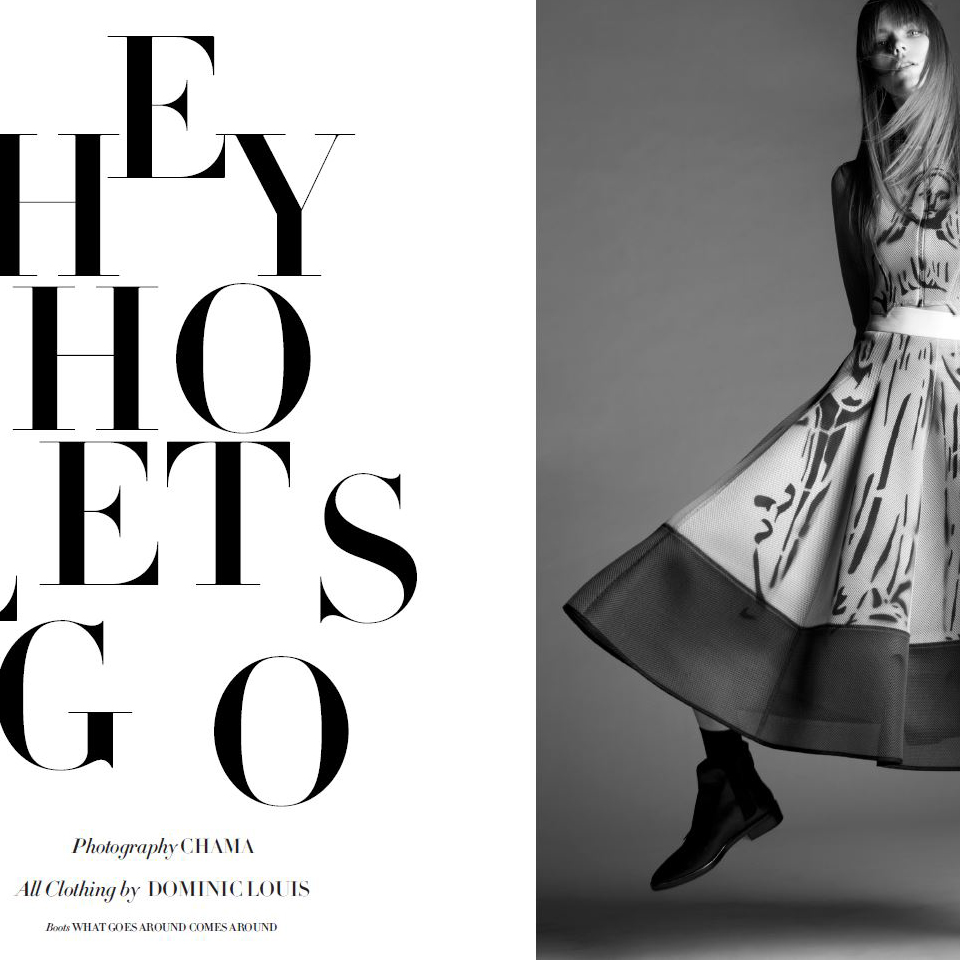 HEY
HO
LETS
GO
Photography CHAMA
All Clothing by DOMINIC LOUIS
Boots WHAT GOES AROUND COMES AROUND